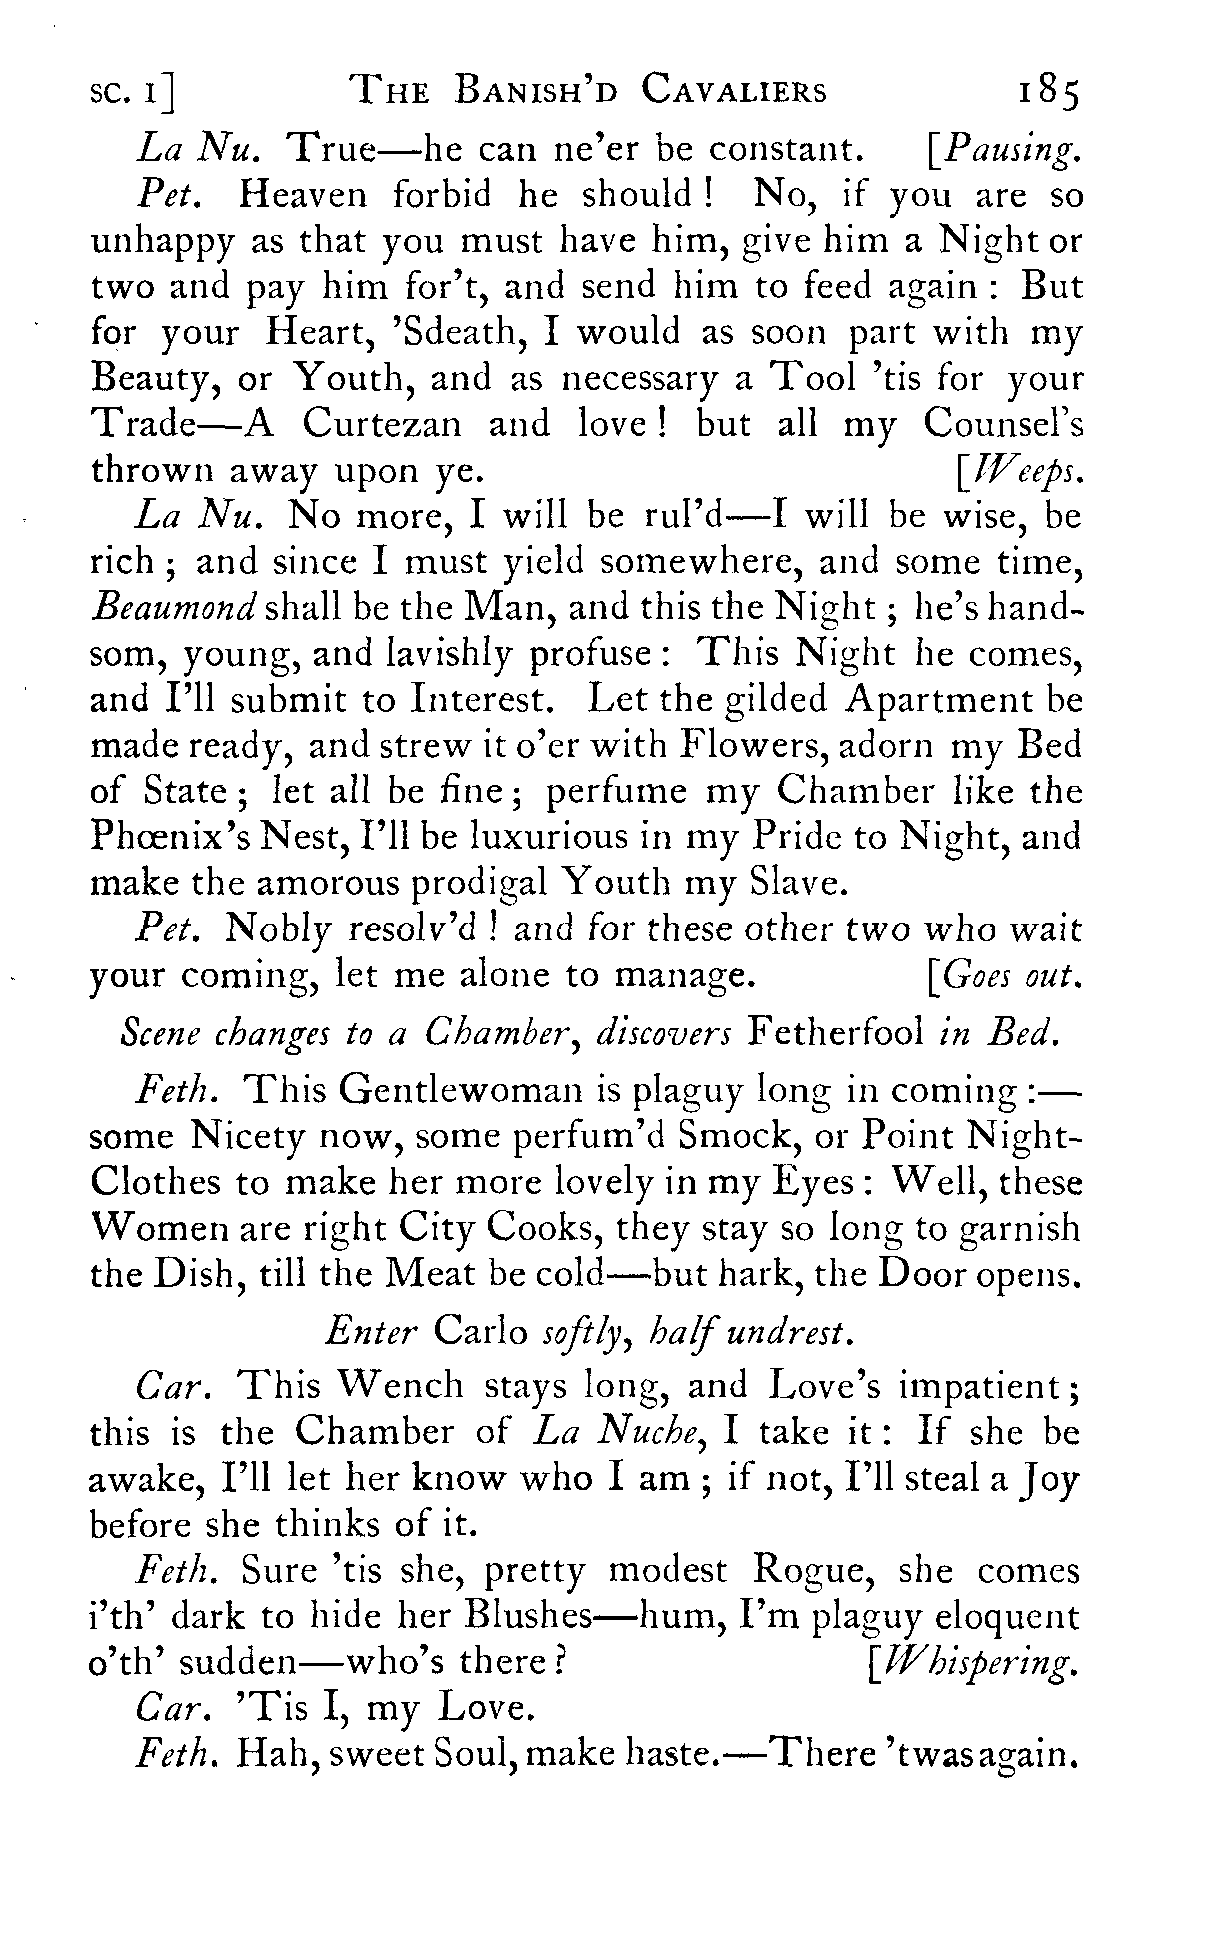 SC. I] THE BANISH'D CAVALIERS 185
La Nu. True—he can ne'er be constant. [Pausing.
Pet. Heaven forbid he should! No, if you are so
unhappy as that you must have him, give him a Night or
two and pay him for't, and send him to feed again: But
for your Heart, 'Sdeath, I would as soon part with my
Beauty, or Youth, and as necessary a Tool 'tis for your
Trade—A Curtezan and love! but all my Counsel's
thrown away upon ye. [Weeps.
La Nu. No more, I will be rul'd—I will be wise, be
rich; and since I must yield somewhere, and some time,
Beaumond shall be the Man, and this the Night; he's hand-
som, young, and lavishly profuse: This Night he comes,
and I'll submit to Interest. Let the gilded Apartment be
made ready, and strew it o'er with Flowers, adorn my Bed
of State; let all be fine; perfume my Chamber like the
Phœnix's Nest, I'll be luxurious in my Pride to Night, and
make the amorous prodigal Youth my Slave.
Pet. Nobly resolv'd! and for these other two who wait
your coming, let me alone to manage. [Goes out.
Scene changes to a Chamber, discovers Fetherfool in Bed.
Feth. This Gentlewoman is plaguy long in coming:—
some Nicety now, some perfum'd Smock, or Point Night-
Clothes to make her more lovely in my Eyes: Well, these
Women are right City Cooks, they stay so long to garnish
the Dish, till the Meat be cold—but hark, the Door opens.
Enter Carlo softly, half undrest.
Car. This Wench stays long, and Love's impatient;
this is the Chamber of La Nuche, I take it: If she be
awake, I'll let her know who I am; if not, I'll steal a Joy
before she thinks of it.
Feth. Sure 'tis she, pretty modest Rogue, she comes
i'th' dark to hide her Blushes—hum, I'm plaguy eloquent
o'th' sudden—who's there? [Whispering.
Car. 'Tis I, my Love.
Feth. Hah, sweet Soul, make haste.—There 'twas again.